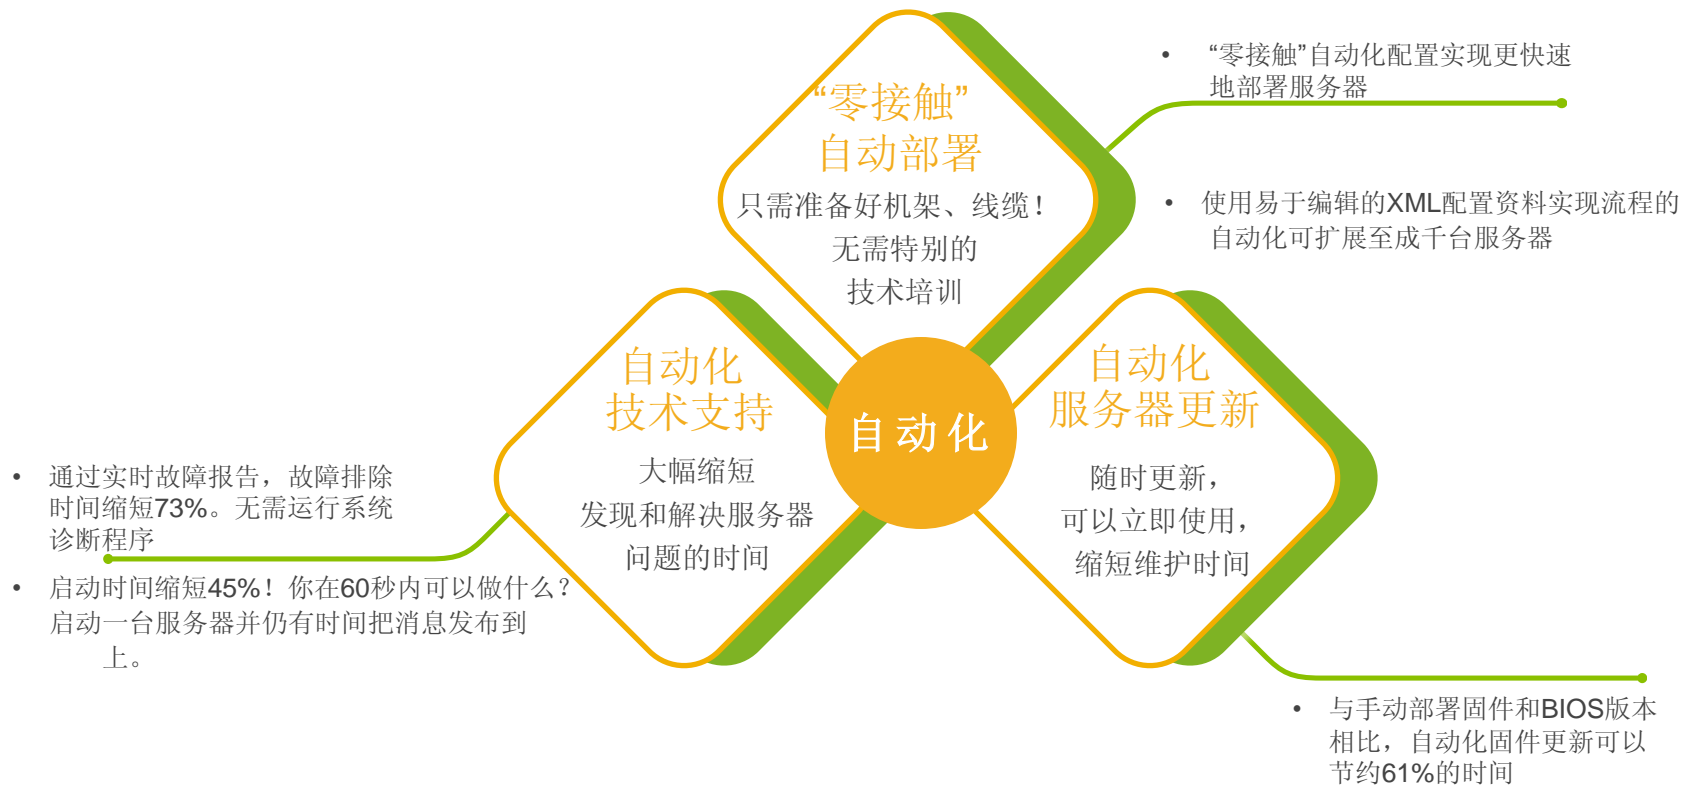 “零接触”
自动部署
只需准备好机架、线缆！
无需特别的
技术培训
• “零接触”自动化配置实现更快速
地部署服务器
• 使用易于编辑的XML配置资料实现流程的
自动化可扩展至成千台服务器
自动化
自动化
技术支持
大幅缩短
发现和解决服务器
问题的时间
• 通过实时故障报告，故障排除
时间缩短73%。无需运行系统
诊断程序
• 启动时间缩短45%！你在60秒内可以做什么？
启动一台服务器并仍有时间把消息发布到
上。
自动化
服务器更新
随时更新，
可以立即使用，
缩短维护时间
• 与手动部署固件和BIOS版本
相比，自动化固件更新可以
节约61%的时间